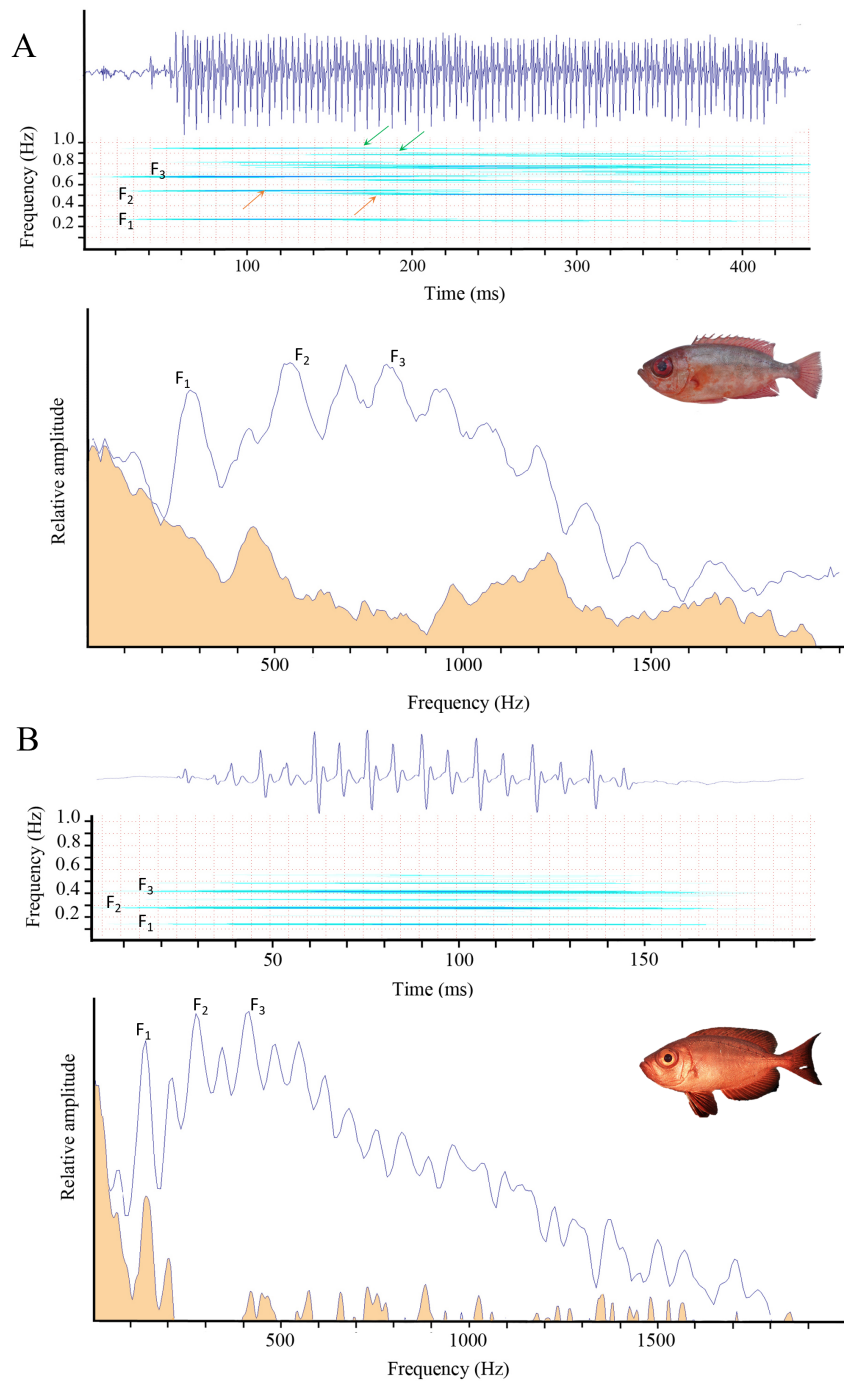 A
Frequency (Hz)
1.0
0.8
0.6
0.4
0.2
F3
F2
F1
100 200 300 400
Time (ms)
Relative amplitude
F1 F2 F3
500 1000 1500
Frequency (Hz)
B
Frequency (Hz)
1.0
0.8
0.6
0.4
0.2
F3
F2
F1
50 100 150
Time (ms)
Relative amplitude
F1 F2 F3
500 1000 1500
Frequency (Hz)